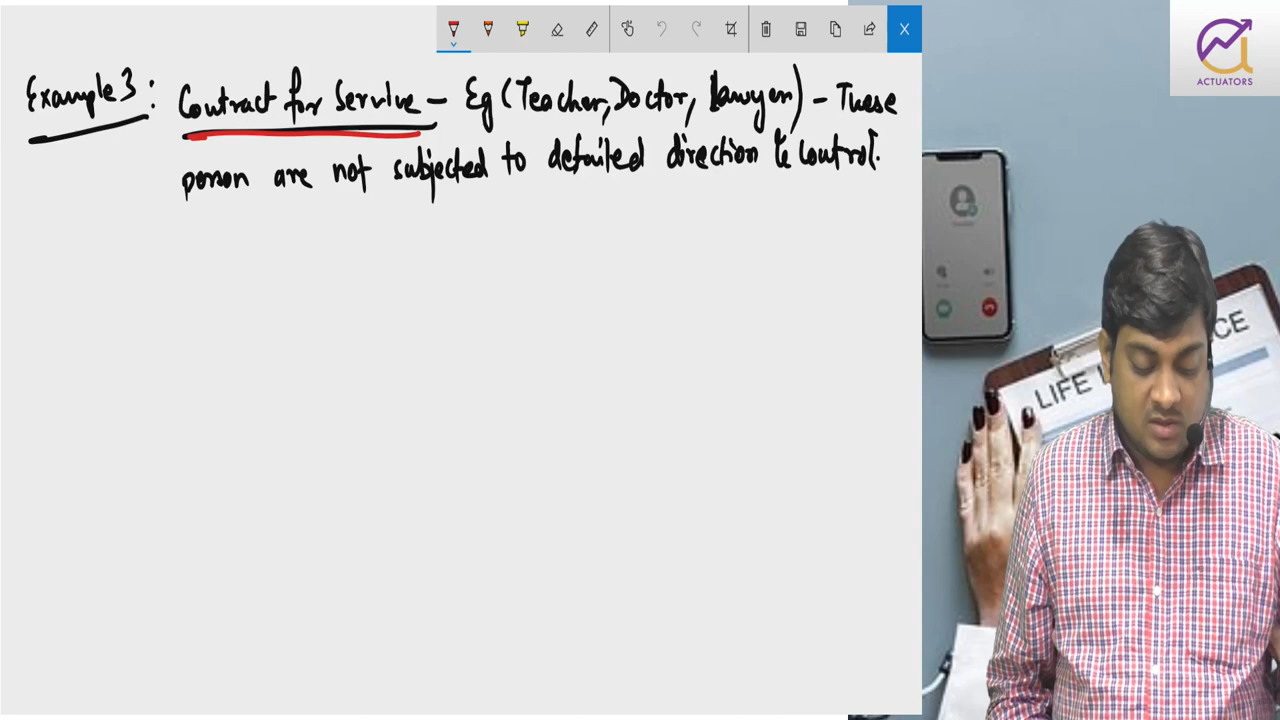 ACTUATORS
Example 3: Contract for Service - Eg (Teacher, Doctor, Lawyer) - These
person are not subjected to detailed direction & Control.
LIFE
CE